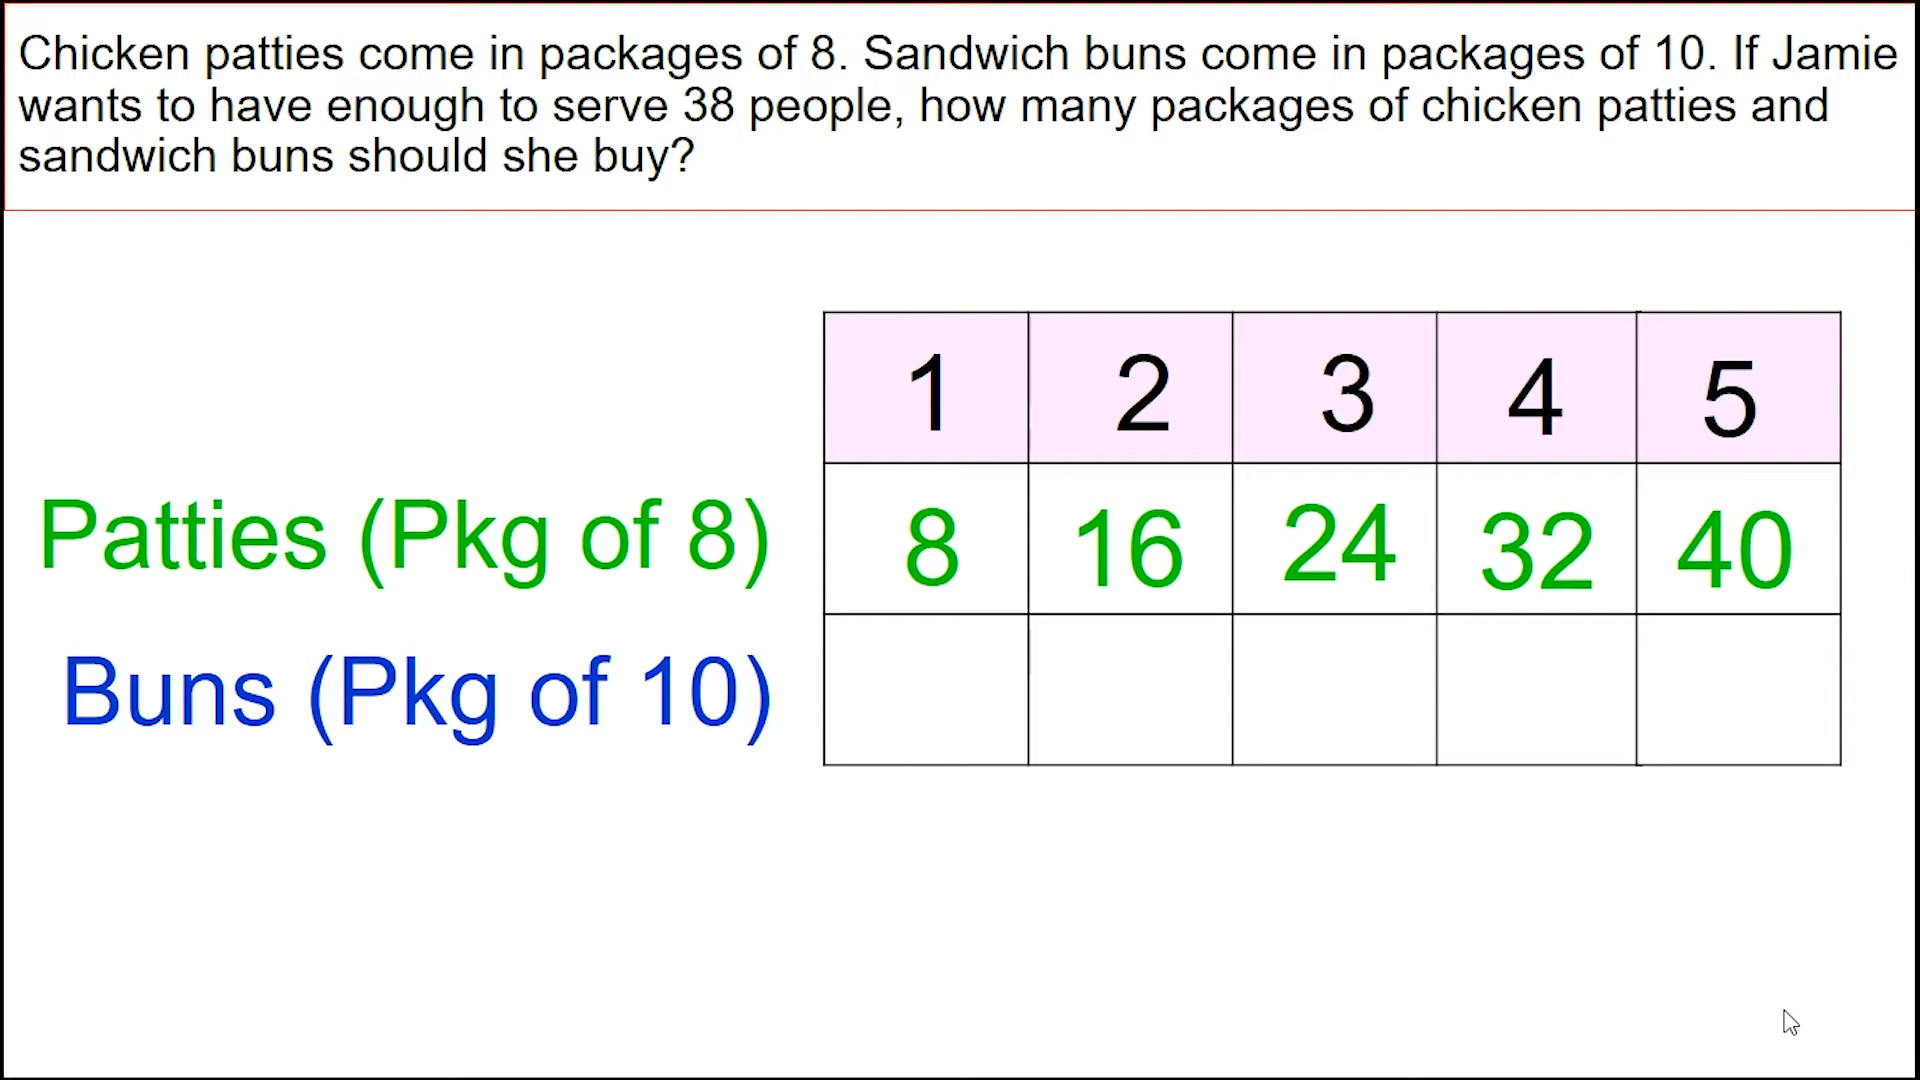 Chicken patties come in packages of 8. Sandwich buns come in packages of 10. If Jamie
wants to have enough to serve 38 people, how many packages of chicken patties and
sandwich buns should she buy?
1 2 3 4 5
Patties (Pkg of 8) 8 16 24 32 40
Buns (Pkg of 10)